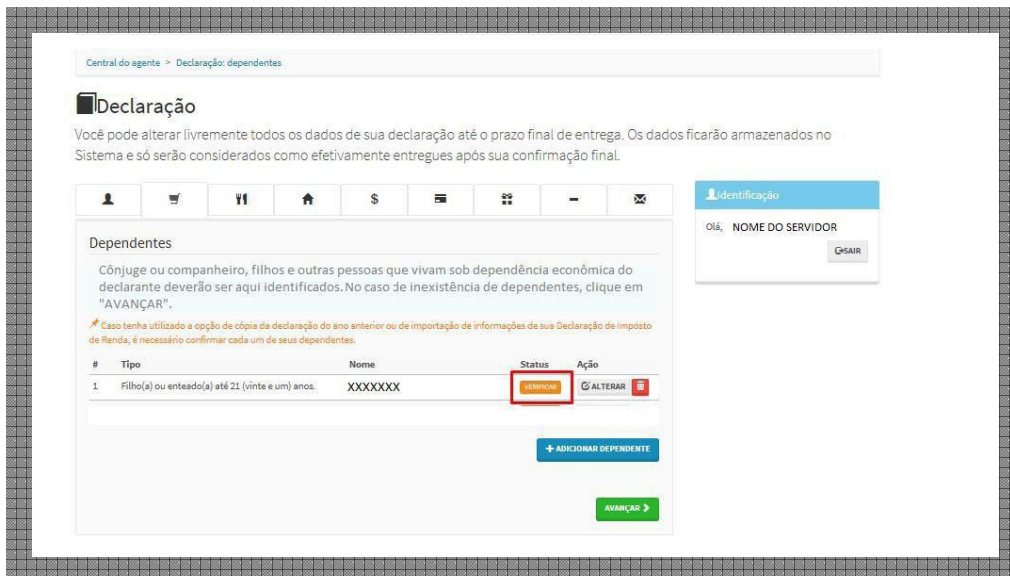 Central do agente > Declaração: dependentes
Declaração
Você pode alterar livremente todos os dados de sua declaração até o prazo final de entrega. Os dados ficarão armazenados no
Sistema e só serão considerados como efetivamente entregues após sua confirmação final.
$
Identificação
Olá, NOME DO SERVIDOR
SAIR
Dependentes
Cônjuge ou companheiro, filhos e outras pessoas que vivam sob dependência econômica do
declarante deverão ser aqui identificados. No caso de inexistência de dependentes, clique em
"AVANÇAR".
Caso tenha utilizado a opção de cópia da declaração do ano anterior ou de importação de informações de sua Declaração de Imposto
de Renda, é necessário confirmar cada um de seus dependentes.
# Tipo Nome Status Ação
1 Filho(a) ou enteado(a) até 21 (vinte e um) anos. XXXXXXX VERIFICAR ALTERAR
+ ADICIONAR DEPENDENTE
AVANÇAR